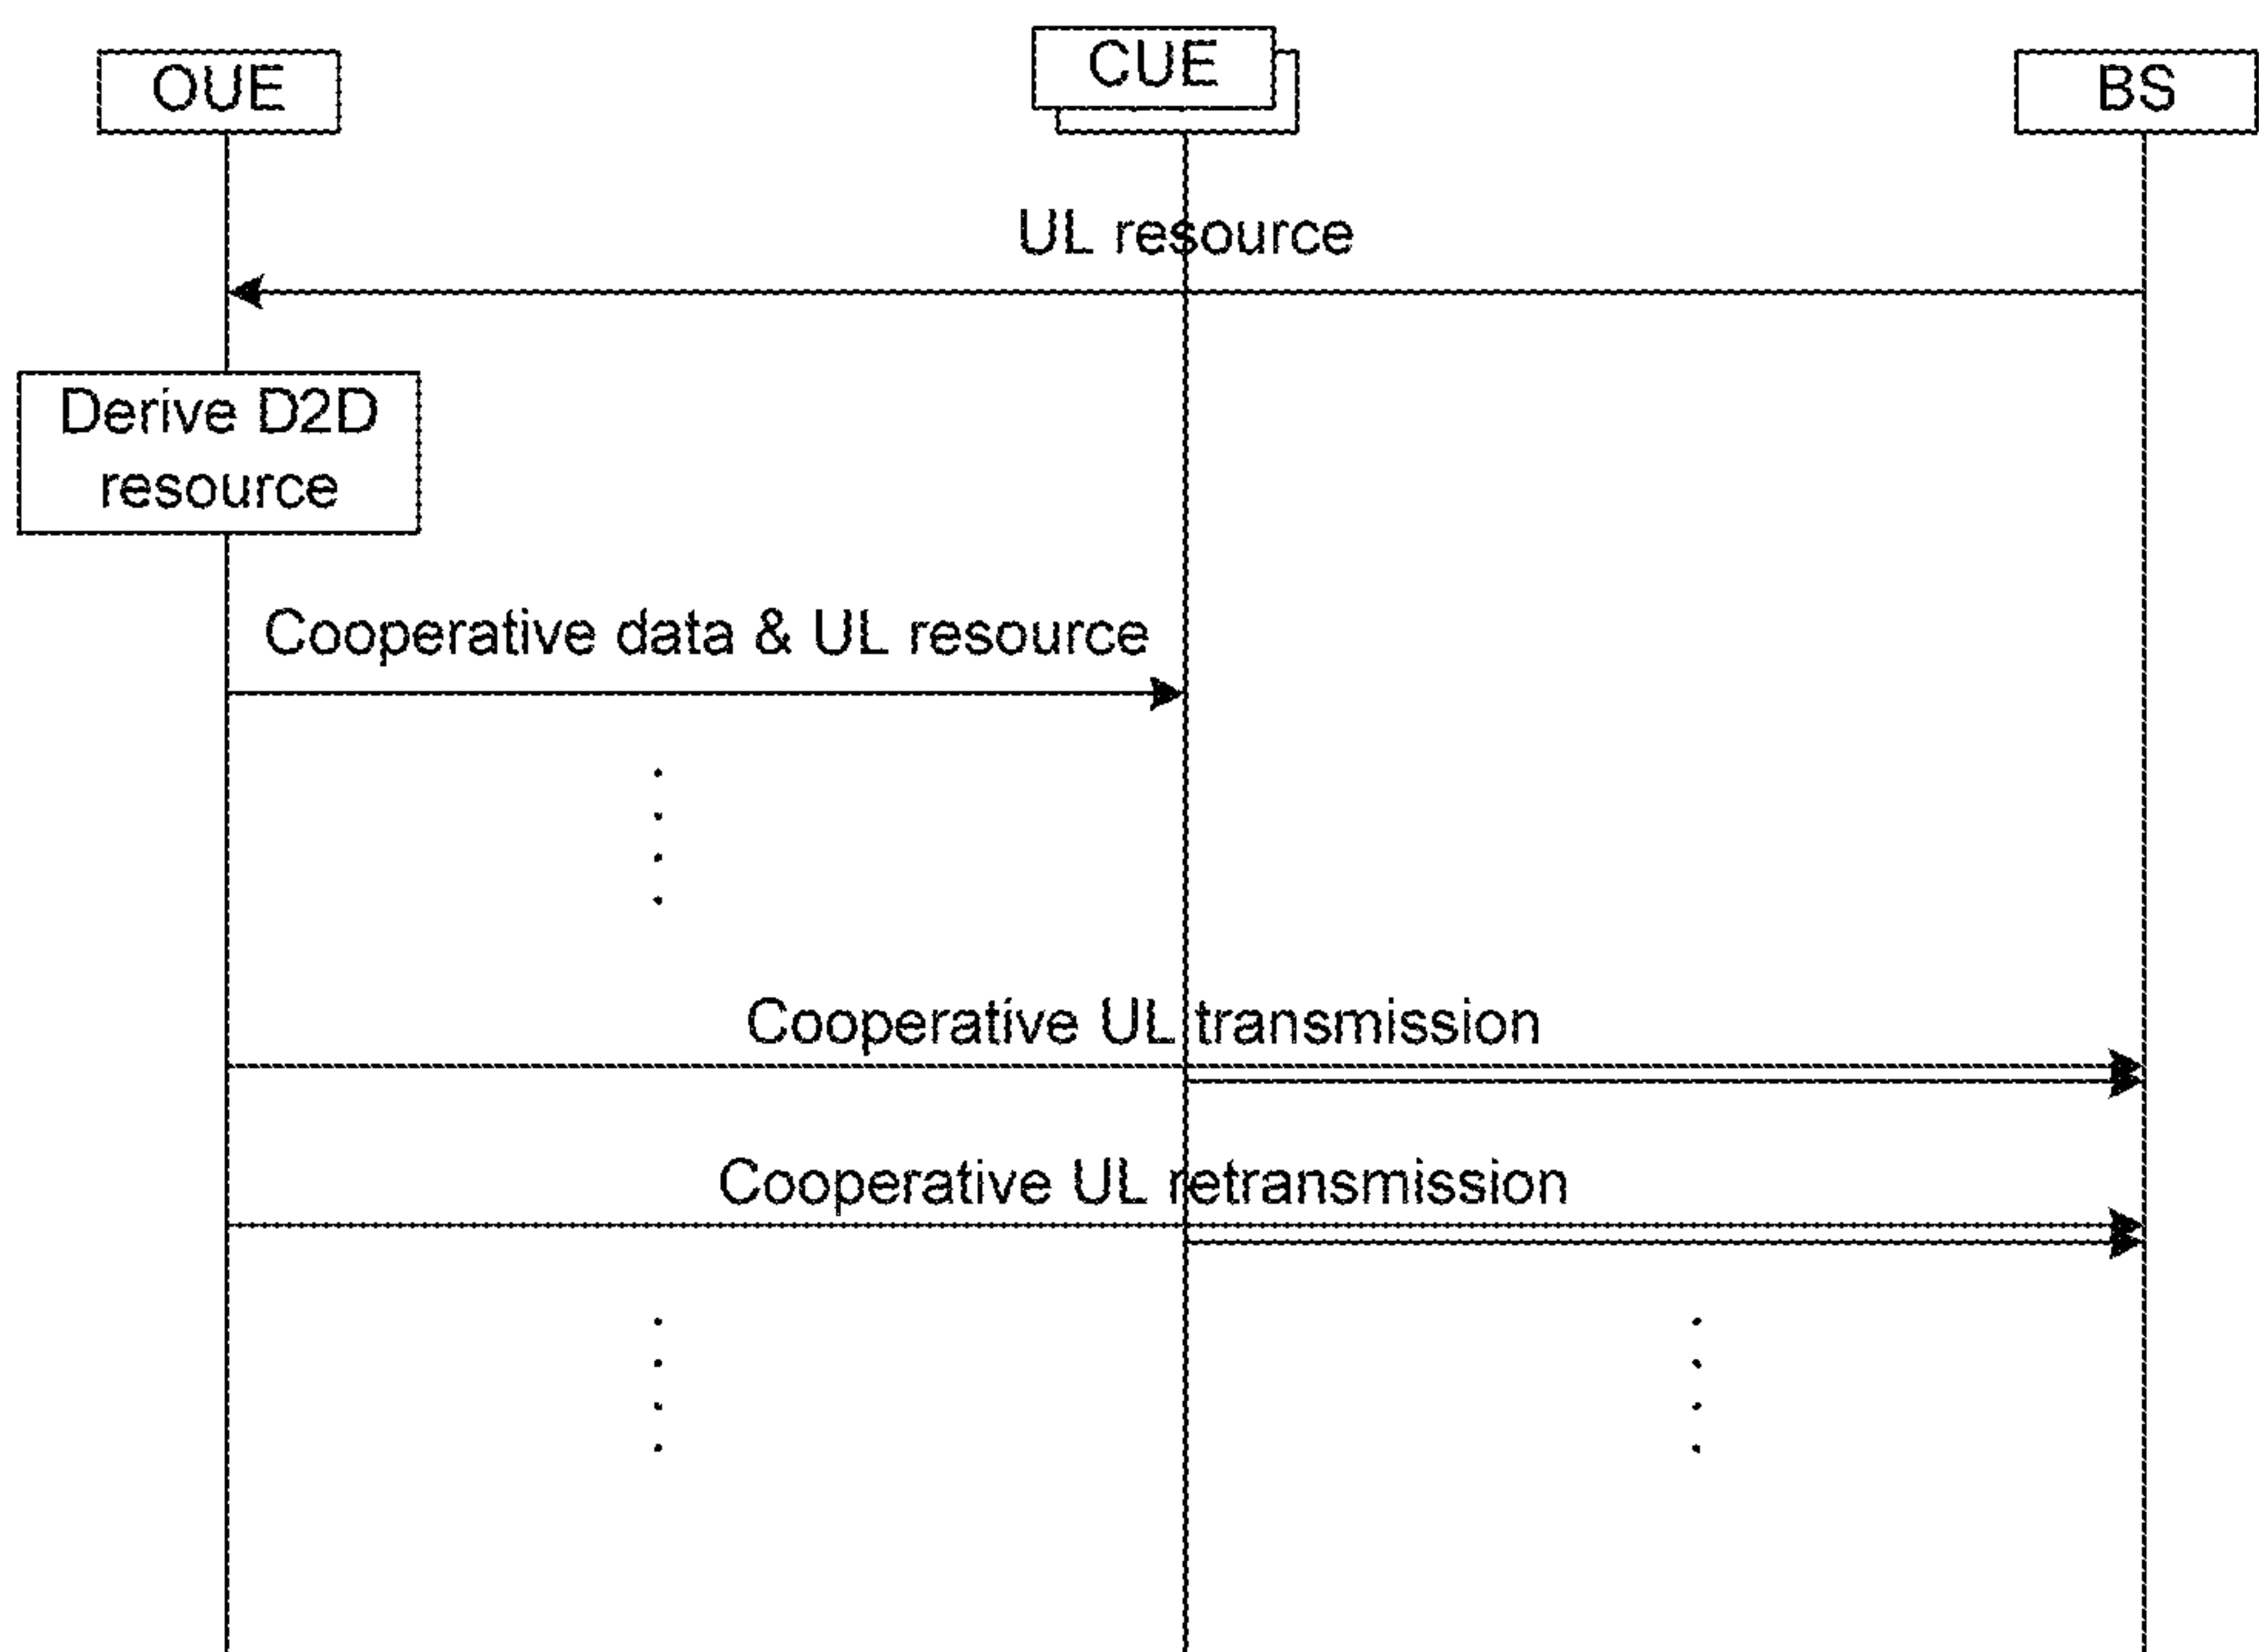 OUE
CUE
BS
UL resource
Derive D2D
resource
Cooperative data & UL resource
Cooperative UL transmission
Cooperative UL retransmission